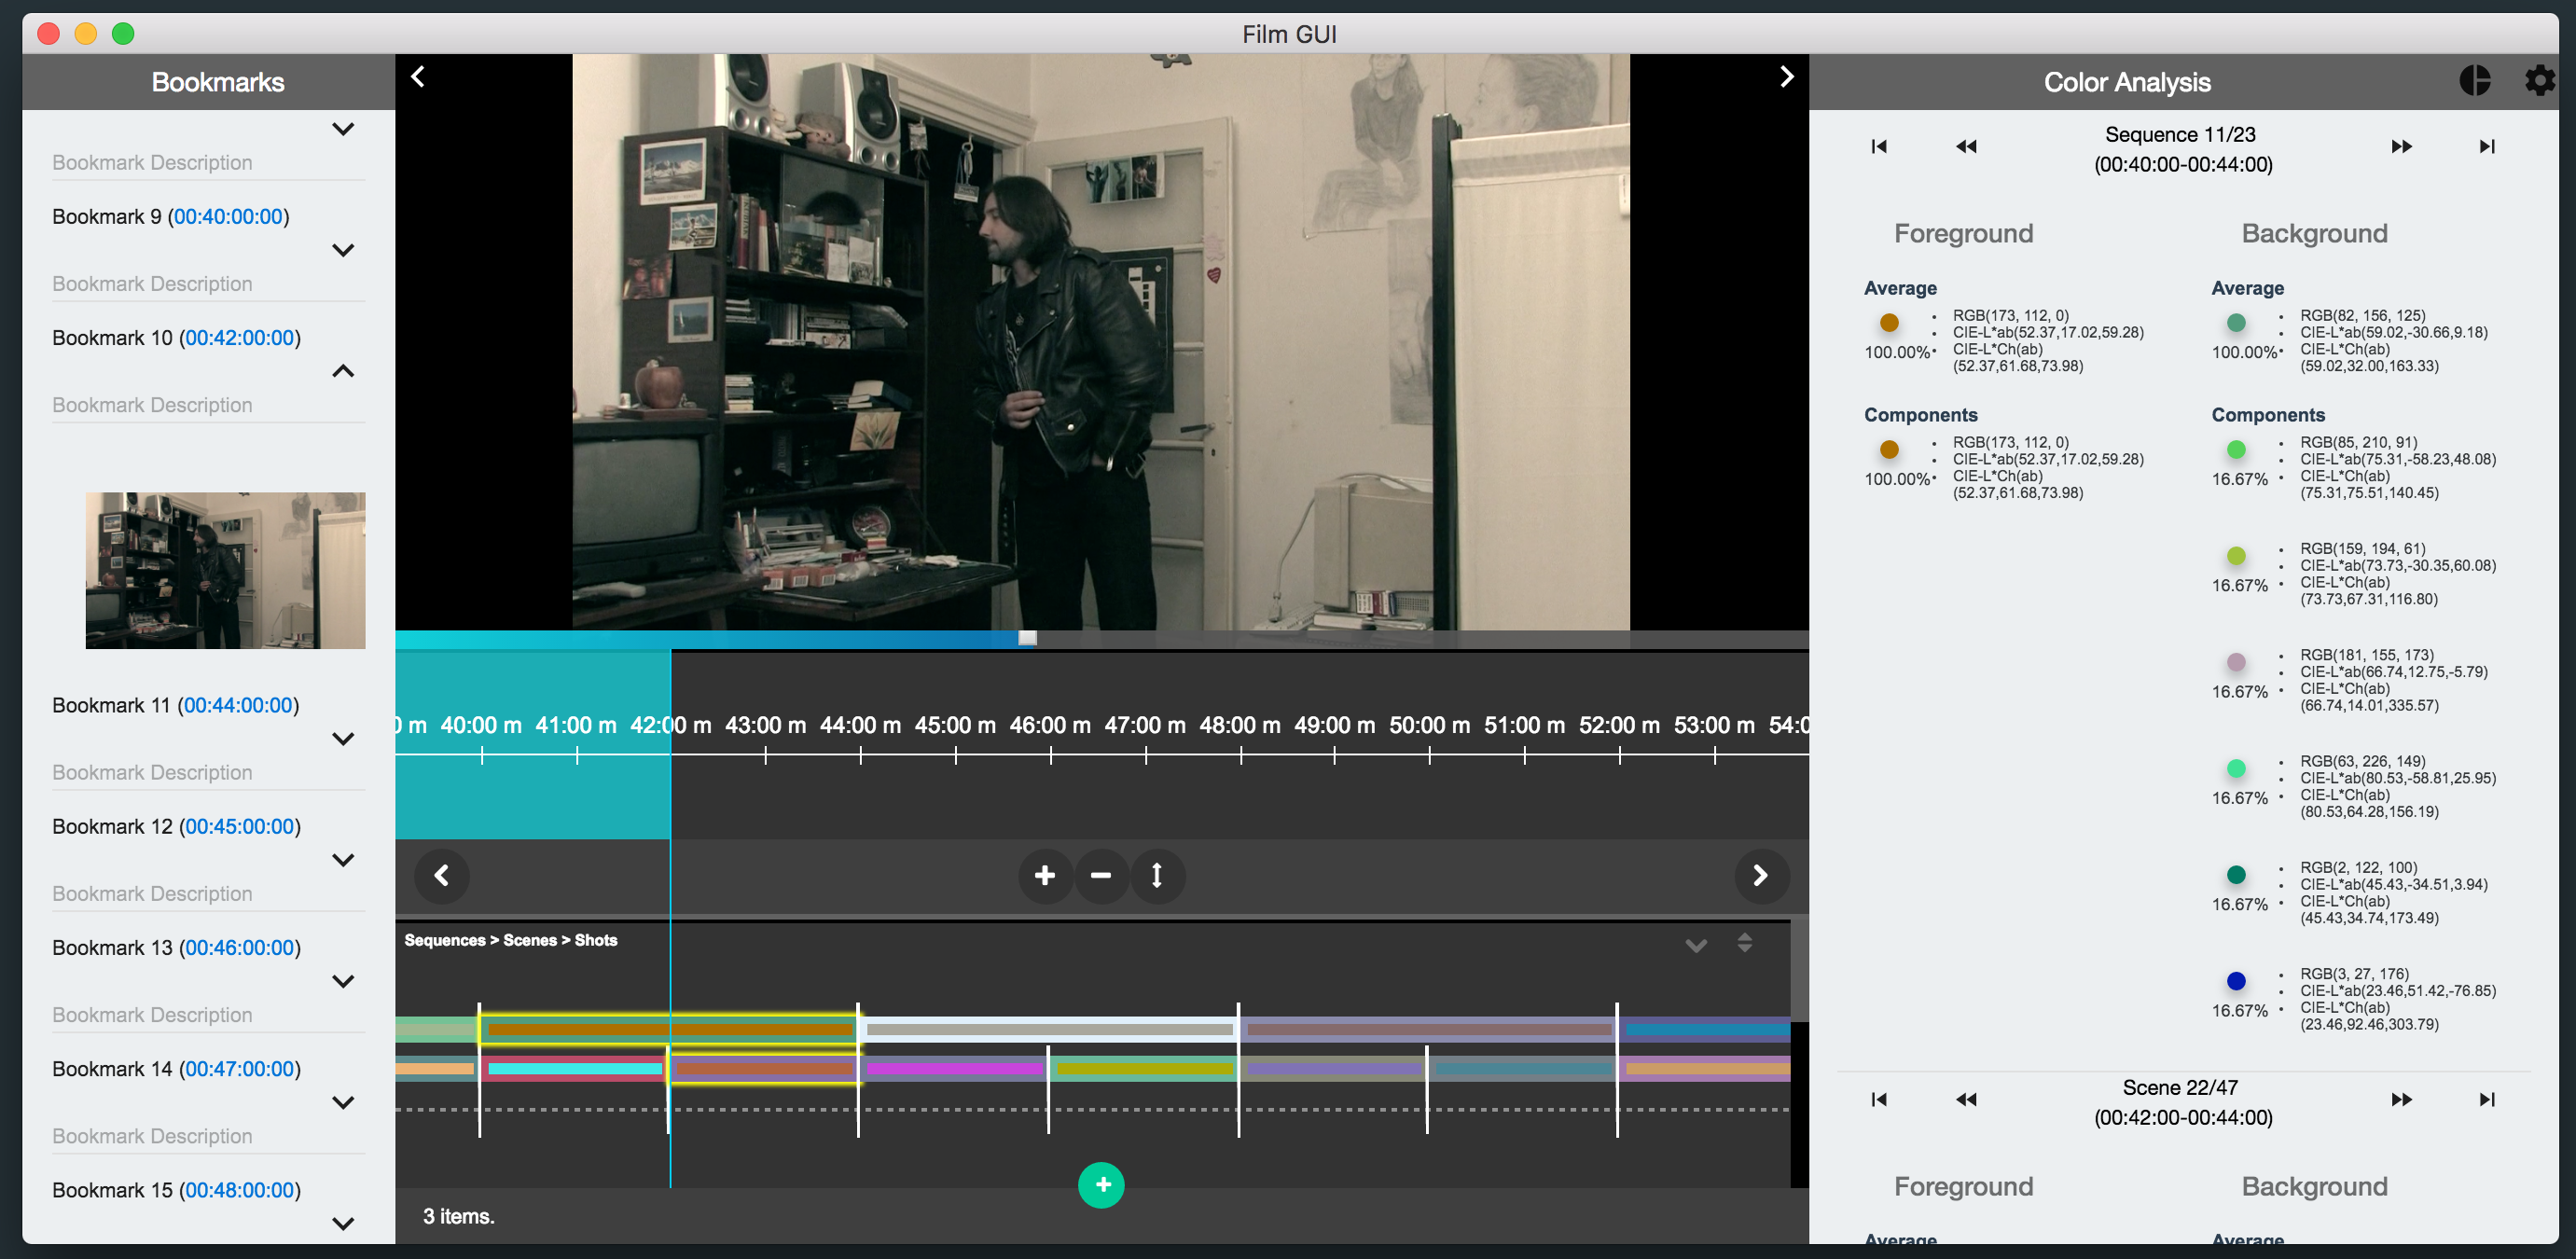 Film GUI
Bookmarks
Bookmark Description
Bookmark 9 (00:40:00:00)
Bookmark Description
Bookmark 10 (00:42:00:00)
Bookmark Description
Bookmark 11 (00:44:00:00)
Bookmark Description
Bookmark 12 (00:45:00:00)
Bookmark Description
Bookmark 13 (00:46:00:00)
Bookmark Description
Bookmark 14 (00:47:00:00)
Bookmark Description
Bookmark 15 (00:48:00:00)
0 m 40:00 m 41:00 m 42:00 m 43:00 m 44:00 m 45:00 m 46:00 m 47:00 m 48:00 m 49:00 m 50:00 m 51:00 m 52:00 m 53:00 m 54:0
Sequences > Scenes > Shots
3 items.
Color Analysis
Sequence 11/23
(00:40:00-00:44:00)
Foreground
Average
RGB(173, 112, 0)
CIE-L*ab(52.37,17.02,59.28)
100.00% CIE-L*Ch(ab)
(52.37,61.68,73.98)
Components
RGB(173, 112, 0)
CIE-L*ab(52.37,17.02,59.28)
100.00% CIE-L*Ch(ab)
(52.37,61.68,73.98)
Background
Average
RGB(82, 156, 125)
CIE-L*ab(59.02,-30.66,9.18)
100.00% CIE-L*Ch(ab)
(59.02,32.00,163.33)
Components
RGB(85, 210, 91)
CIE-L*ab(75.31,-58.23,48.08)
16.67% CIE-L*Ch(ab)
(75.31,75.51,140.45)
RGB(159, 194, 61)
CIE-L*ab(73.73,-30.35,60.08)
16.67% CIE-L*Ch(ab)
(73.73,67.31,116.80)
RGB(181, 155, 173)
CIE-L*ab(66.74,12.75,-5.79)
16.67% CIE-L*Ch(ab)
(66.74,14.01,335.57)
RGB(63, 226, 149)
CIE-L*ab(80.53,-58.81,25.95)
16.67% CIE-L*Ch(ab)
(80.53,64.28,156.19)
RGB(2, 122, 100)
CIE-L*ab(45.43,-34.51,3.94)
16.67% CIE-L*Ch(ab)
(45.43,34.74,173.49)
RGB(3, 27, 176)
CIE-L*ab(23.46,51.42,-76.85)
16.67% CIE-L*Ch(ab)
(23.46,92.46,303.79)
Scene 22/47
(00:42:00-00:44:00)
Foreground
Background
Average
Average